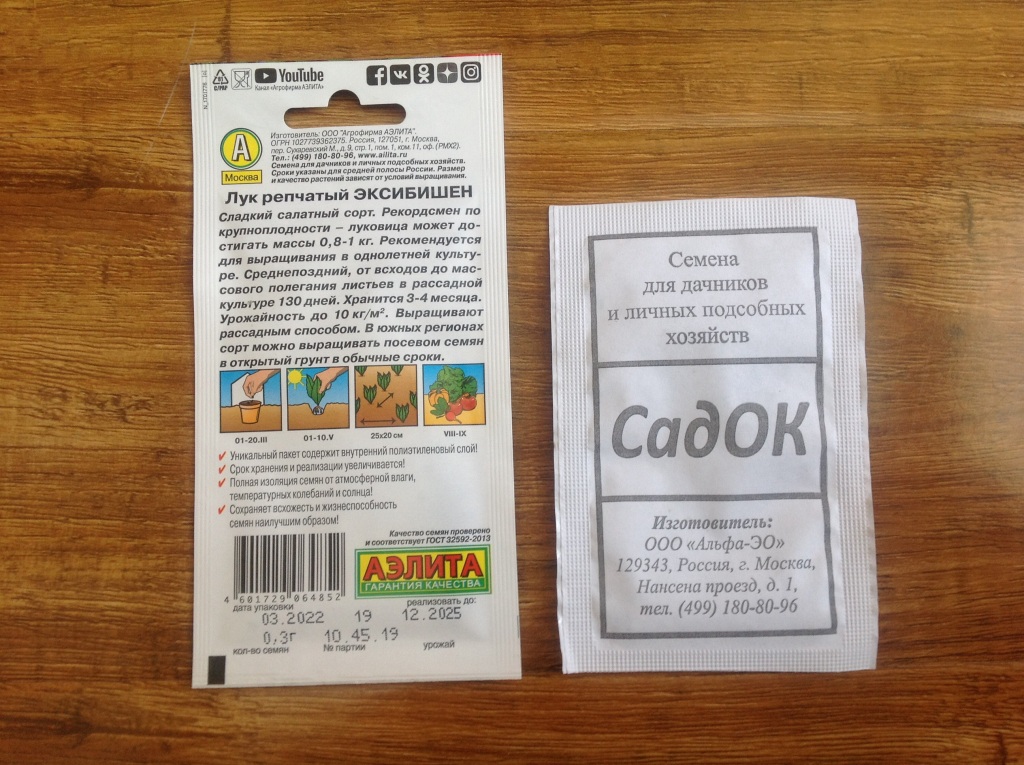 YouTube
Канал «Агрофирма АЭЛИТА»
C/PAP
А
Москва
Изготовитель: ООО "Агрофирма АЭЛИТА".
ОГРН 1027739362375. Россия, 127051, г. Москва,
пер. Сухаревский М., д. 9, стр. 1, пом. 1, ком.11, оф. (РМХ2).
Тел.: (499) 180-80-96, www.ailita.ru
Семена для дачников и личных подсобных хозяйств.
Сроки указаны для средней полосы России. Размер
и качество растений зависят от условий выращивания.
Лук репчатый ЭКСИБИШЕН
Сладкий салатный сорт. Рекордсмен по
крупноплодности – луковица может до-
стигать массы 0,8-1 кг. Рекомендуется
для выращивания в однолетней культу-
ре. Среднепоздний, от всходов до мас-
сового полегания листьев в рассадной
культуре 130 дней. Хранится 3-4 месяца.
Урожайность до 10 кг/м². Выращивают
рассадным способом. В южных регионах
сорт можно выращивать посевом семян
в открытый грунт в обычные сроки.
01-20.III 01-10.V 25x20 см VIII-IX
Уникальный пакет содержит внутренний полиэтиленовый слой!
Срок хранения и реализации увеличивается!
Полная изоляция семян от атмосферной влаги,
температурных колебаний и солнца!
Сохраняет всхожесть и жизнеспособность
семян наилучшим образом!
Качество семян проверено
и соответствует ГОСТ 32592-2013
АЭЛИТА
ГАРАНТИЯ КАЧЕСТВА
4 601729 064852
дата упаковки реализовать до:
03.2022 19 12.2025
0,3г 10.45.19
кол-во семян № партии урожай
Семена
для дачников
и личных подсобных
хозяйств
СадОК
Изготовитель:
ООО «Альфа-ЭО»
129343, Россия, г. Москва,
Нансена проезд, д. 1,
тел. (499) 180-80-96